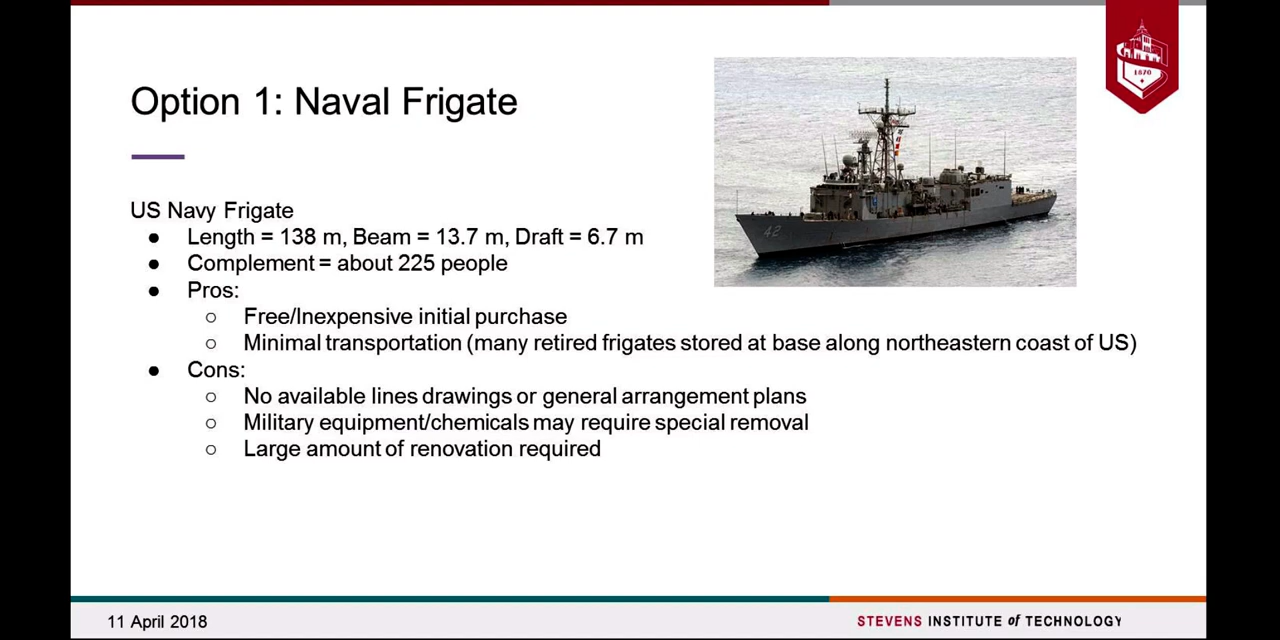 Option 1: Naval Frigate
1870
42
US Navy Frigate
● Length = 138 m, Beam = 13.7 m, Draft = 6.7 m
● Complement = about 225 people
● Pros:
○ Free/Inexpensive initial purchase
○ Minimal transportation (many retired frigates stored at base along northeastern coast of US)
● Cons:
○ No available lines drawings or general arrangement plans
○ Military equipment/chemicals may require special removal
○ Large amount of renovation required
11 April 2018
STEVENS INSTITUTE of TECHNOLOGY